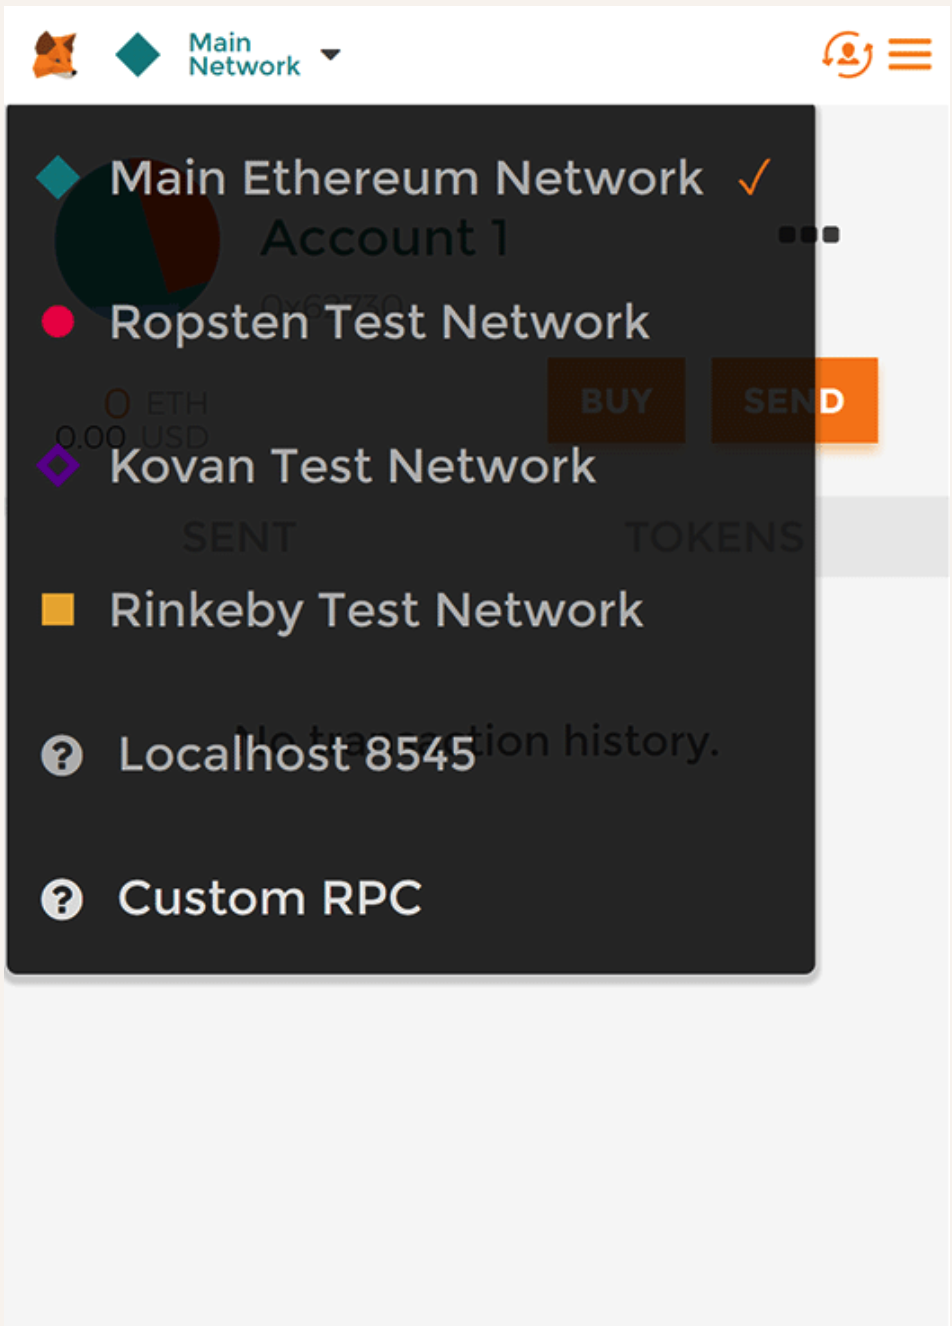 Main
Network
Main Ethereum Network ✓
Account 1
Ropsten Test Network
0 ETH
BUY
SEND
0.00 USD
Kovan Test Network
SENT
TOKENS
Rinkeby Test Network
No transaction history.
Localhost 8545
Custom RPC